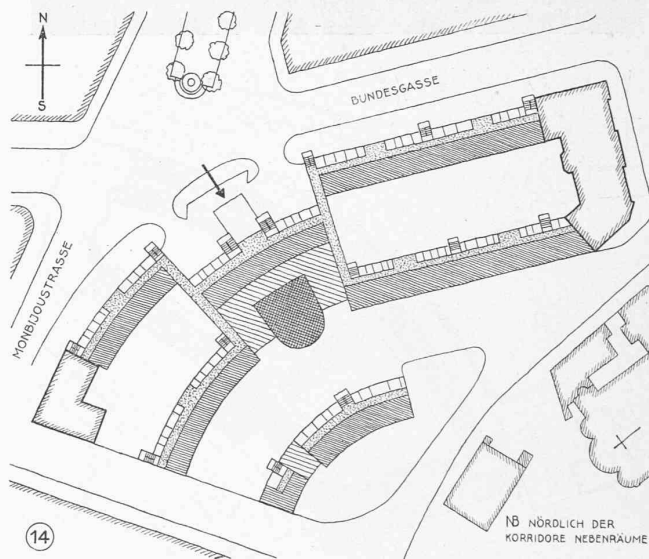 N
S
BUNDESGASSE
MONBIJOUSTRASSE
NB NÖRDLICH DER
KORRIDORE NEBENRÄUME
14